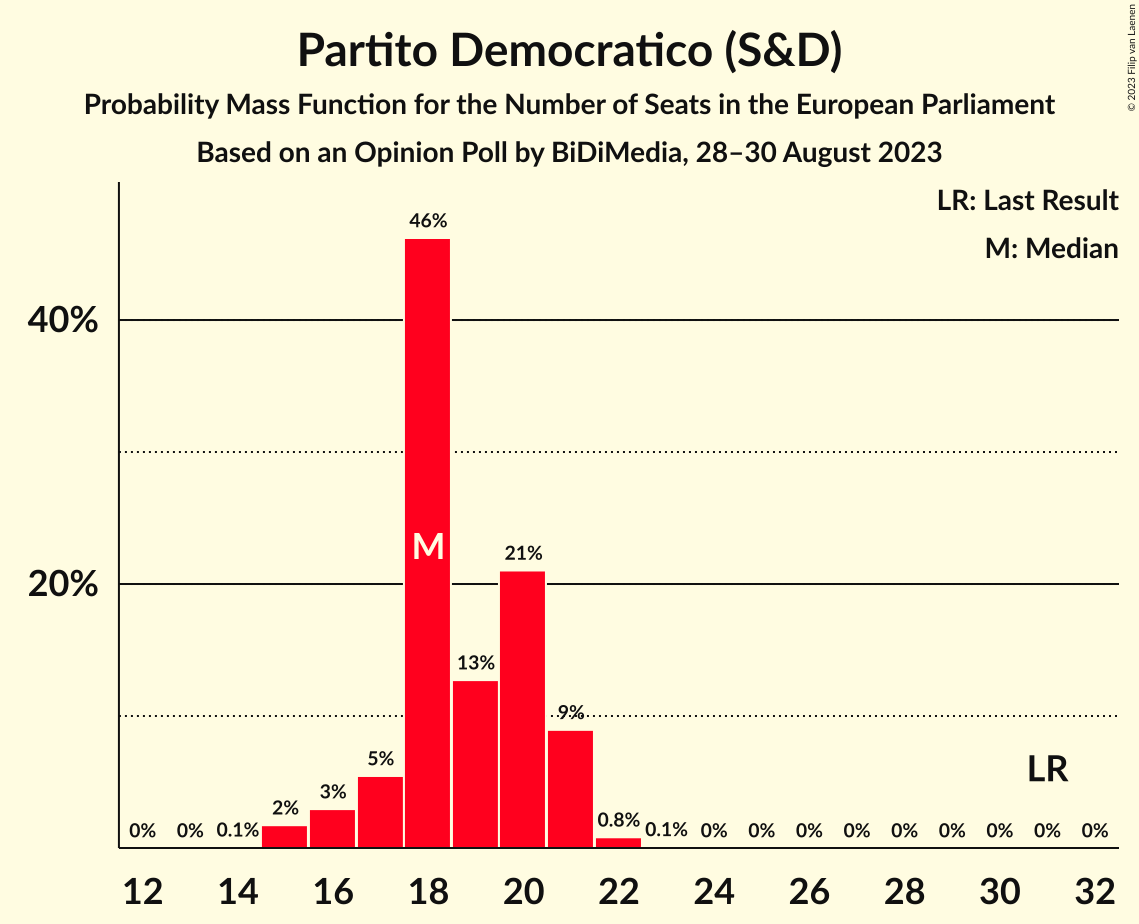 Partito Democratico (S&D)
Probability Mass Function for the Number of Seats in the European Parliament
Based on an Opinion Poll by BiDiMedia, 28–30 August 2023
© 2023 Filip van Laenen
LR: Last Result
M: Median
46%
40%
M
21%
20%
13%
9%
5%
LR
3%
2%
0% 0% 0.1% 0.8% 0.1% 0% 0% 0% 0% 0% 0% 0% 0% 0%
12 14 16 18 20 22 24 26 28 30 32